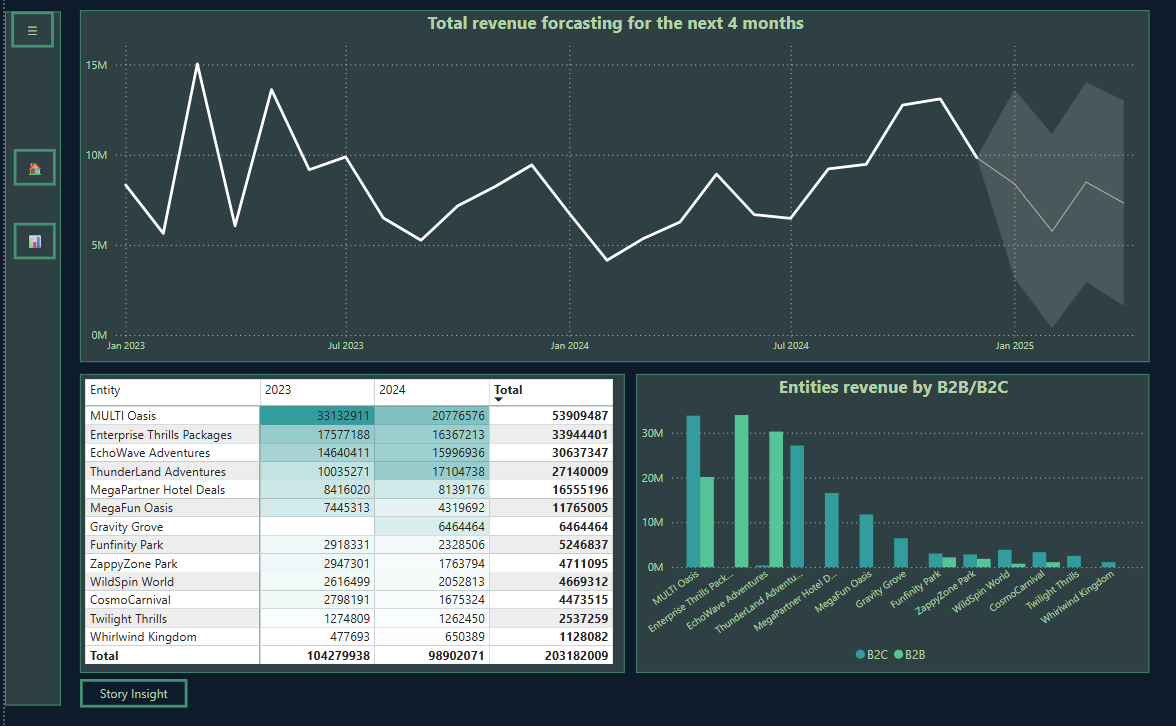 ☰
Total revenue forcasting for the next 4 months
15M
10M
5M
0M
Jan 2023 Jul 2023 Jan 2024 Jul 2024 Jan 2025
Entity 2023 2024 Total
MULTI Oasis 33132911 20776576 53909487
Enterprise Thrills Packages 17577188 16367213 33944401
EchoWave Adventures 14640411 15996936 30637347
ThunderLand Adventures 10035271 17104738 27140009
MegaPartner Hotel Deals 8416020 8139176 16555196
MegaFun Oasis 7445313 4319692 11765005
Gravity Grove 6464464 6464464
Funfinity Park 2918331 2328506 5246837
ZappyZone Park 2947301 1763794 4711095
WildSpin World 2616499 2052813 4669312
CosmoCarnival 2798191 1675324 4473515
Twilight Thrills 1274809 1262450 2537259
Whirlwind Kingdom 477693 650389 1128082
Total 104279938 98902071 203182009
Entities revenue by B2B/B2C
30M
20M
10M
0M
MULTI Oasis
Enterprise Thrills Pack...
EchoWave Adventures
ThunderLand Adventu...
MegaPartner Hotel D...
MegaFun Oasis
Gravity Grove
Funfinity Park
ZappyZone Park
WildSpin World
CosmoCarnival
Twilight Thrills
Whirlwind Kingdom
B2C B2B
Story Insight